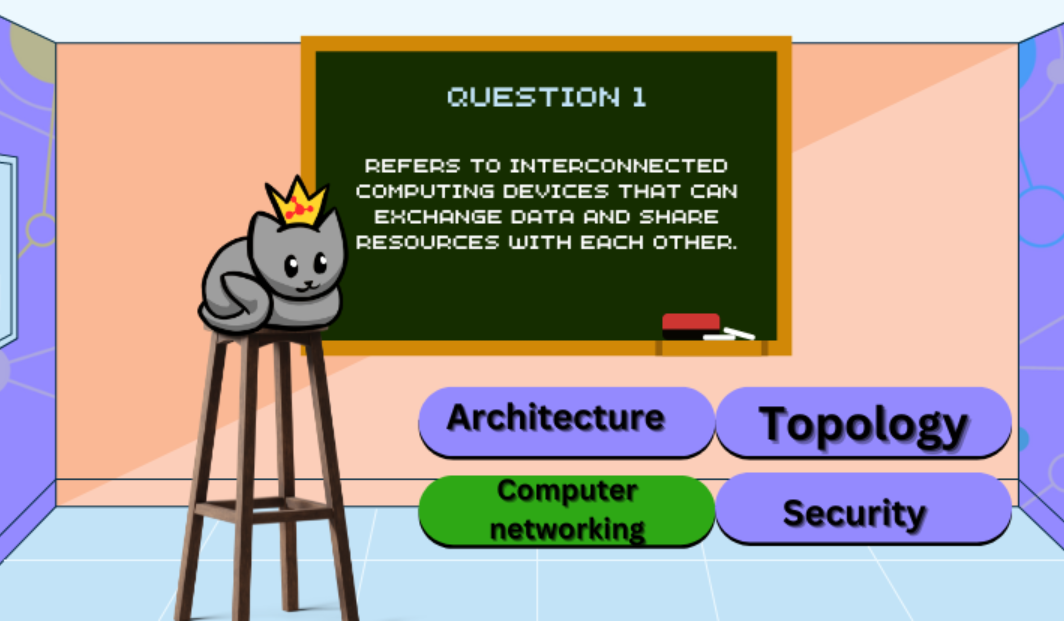 QUESTION 1
REFERS TO INTERCONNECTED
COMPUTING DEVICES THAT CAN
EXCHANGE DATA AND SHARE
RESOURCES WITH EACH OTHER.
Architecture
Topology
Computer
networking
Security